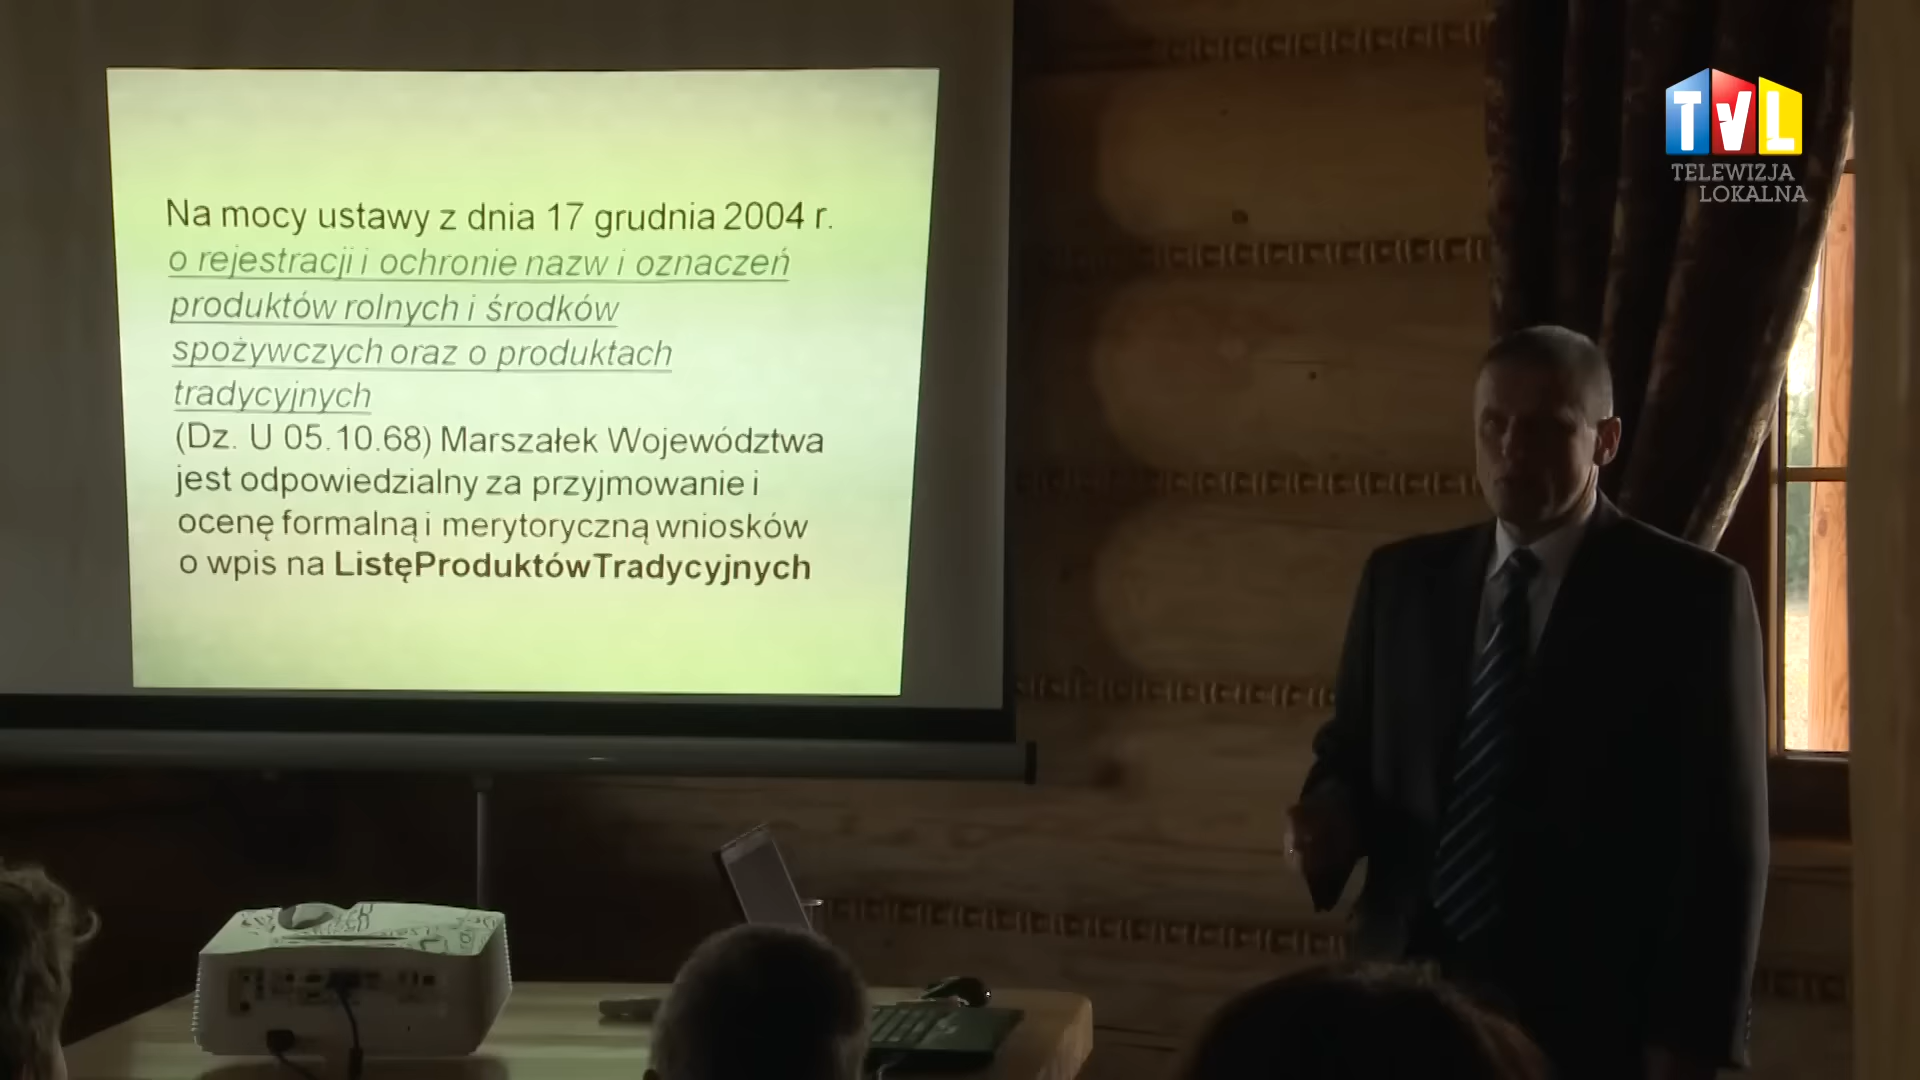 Na mocy ustawy z dnia 17 grudnia 2004 r.
o rejestracji i ochronie nazw i oznaczeń
produktów rolnych i środków
spożywczych oraz o produktach
tradycyjnych
(Dz. U 05.10.68) Marszałek Województwa
jest odpowiedzialny za przyjmowanie i
ocenę formalną i merytoryczną wniosków
o wpis na ListęProduktówTradycyjnych
TVL
TELEWIZJA
LOKALNA